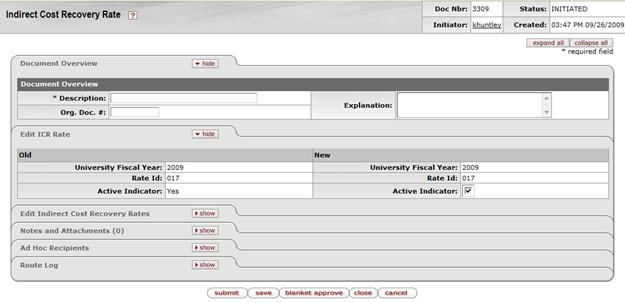 Indirect Cost Recovery Rate ?
Doc Nbr: 3309 Status: INITIATED
Initiator: khuntley Created: 03:47 PM 09/26/2009
expand all collapse all
* required field
Document Overview hide
Document Overview
* Description: Explanation:
Org. Doc. #:
Edit ICR Rate hide
Old New
University Fiscal Year: 2009 University Fiscal Year: 2009
Rate Id: 017 Rate Id: 017
Active Indicator: Yes Active Indicator:
Edit Indirect Cost Recovery Rates show
Notes and Attachments (0) show
Ad Hoc Recipients show
Route Log show
submit save blanket approve close cancel